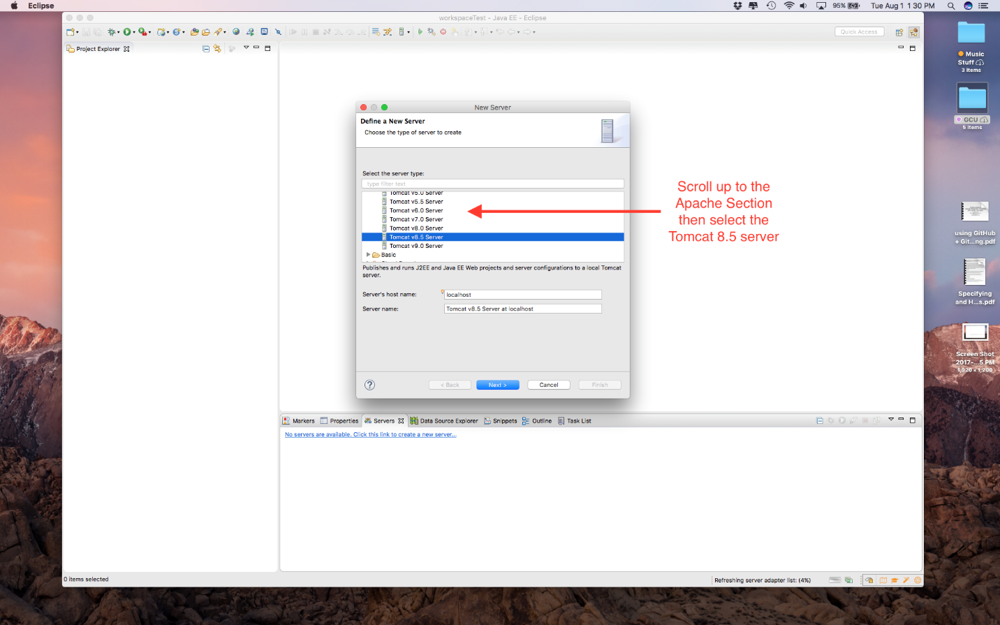 Eclipse
95%
Tue Aug 1 1:30 PM
workspaceTest - Java EE - Eclipse
Quick Access
Project Explorer
New Server
Define a New Server
Choose the type of server to create
Select the server type:
type filter text
Tomcat v5.0 Server
Tomcat v5.5 Server
Tomcat v6.0 Server
Tomcat v7.0 Server
Tomcat v8.0 Server
Tomcat v8.5 Server
Tomcat v9.0 Server
Basic
Publishes and runs J2EE and Java EE Web projects and server configurations to a local Tomcat
server.
Server's host name:
localhost
Server name:
Tomcat v8.5 Server at localhost
?
< Back
Next >
Cancel
Finish
Scroll up to the
Apache Section
then select the
Tomcat 8.5 server
Music
Stuff
3 items
GCU
5 items
using GitHub
+ Git...ng.pdf
Specifying
and H...s.pdf
Screen Shot
2017-...5 PM
1,920 × 1,200
Markers
Properties
Servers
Data Source Explorer
Snippets
Outline
Task List
No servers are available. Click this link to create a new server...
0 items selected
Refreshing server adapter list: (4%)